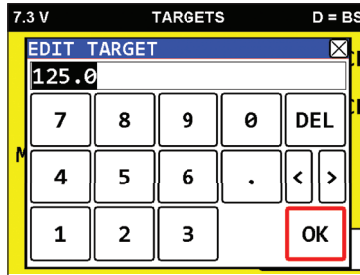 7.3 V TARGETS D = BS
EDIT TARGET X
125.0
7 8 9 0 DEL
4 5 6 . < >
1 2 3 OK